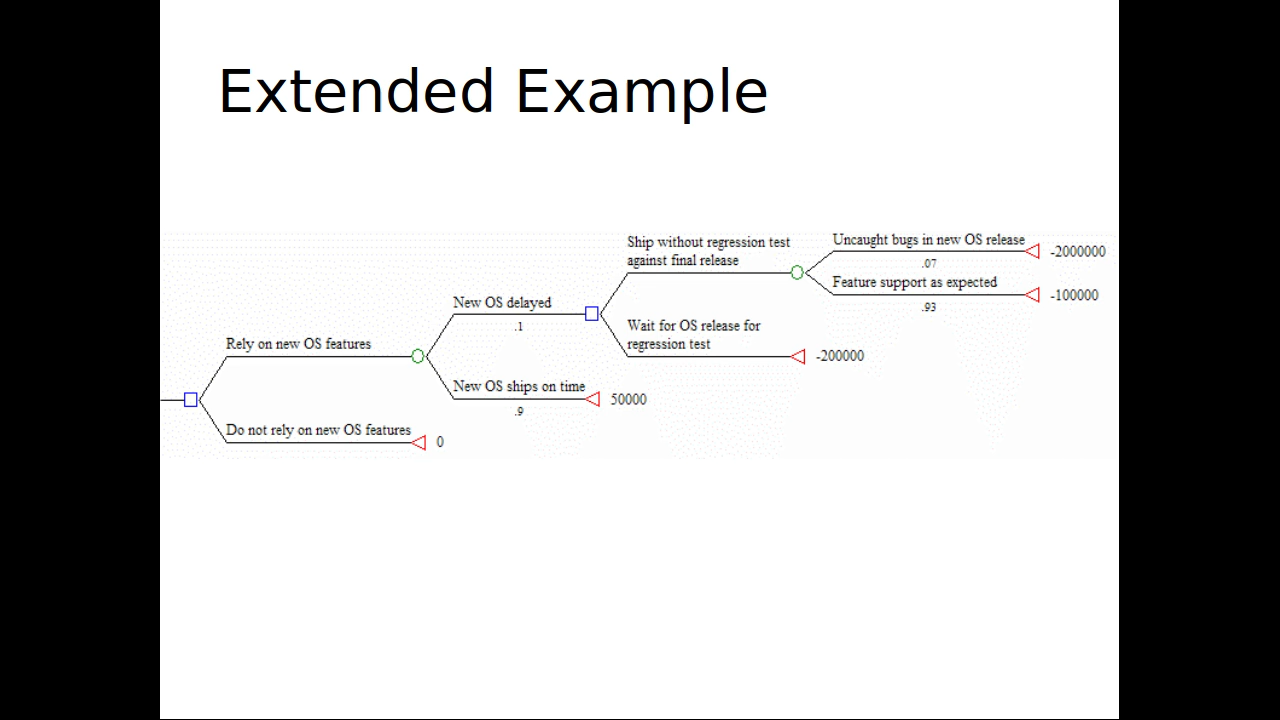 Extended Example
Ship without regression test
against final release
Uncaught bugs in new OS release
-2000000
.07
Feature support as expected
-100000
.93
New OS delayed
.1
Wait for OS release for
regression test
-200000
Rely on new OS features
New OS ships on time
50000
.9
Do not rely on new OS features
0